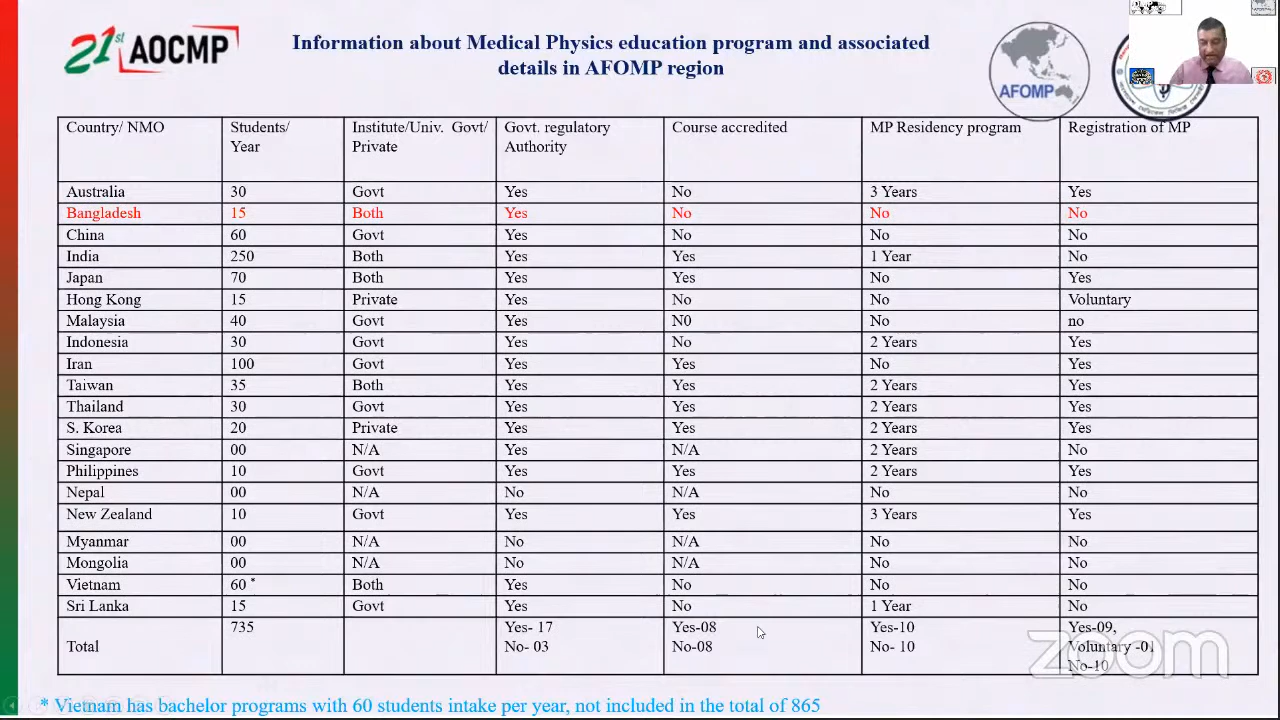 21st AOCMP
Information about Medical Physics education program and associated
details in AFOMP region
AFOMP
Country/ NMO Students/ Year Institute/Univ. Govt/ Private Govt. regulatory Authority Course accredited MP Residency program Registration of MP
Australia 30 Govt Yes No 3 Years Yes
Bangladesh 15 Both Yes No No No
China 60 Govt Yes No No No
India 250 Both Yes Yes 1 Year No
Japan 70 Both Yes Yes No Yes
Hong Kong 15 Private Yes No No Voluntary
Malaysia 40 Govt Yes N0 No no
Indonesia 30 Govt Yes No 2 Years Yes
Iran 100 Govt Yes Yes No Yes
Taiwan 35 Both Yes Yes 2 Years Yes
Thailand 30 Govt Yes Yes 2 Years Yes
S. Korea 20 Private Yes Yes 2 Years Yes
Singapore 00 N/A Yes N/A 2 Years No
Philippines 10 Govt Yes Yes 2 Years Yes
Nepal 00 N/A No N/A No No
New Zealand 10 Govt Yes Yes 3 Years Yes
Myanmar 00 N/A No N/A No No
Mongolia 00 N/A No N/A No No
Vietnam 60 * Both Yes No No No
Sri Lanka 15 Govt Yes No 1 Year No
Total 735 Yes- 17 No- 03 Yes-08 No-08 Yes-10 No- 10 Yes-09, Voluntary -01 No-10
zoom
* Vietnam has bachelor programs with 60 students intake per year, not included in the total of 865